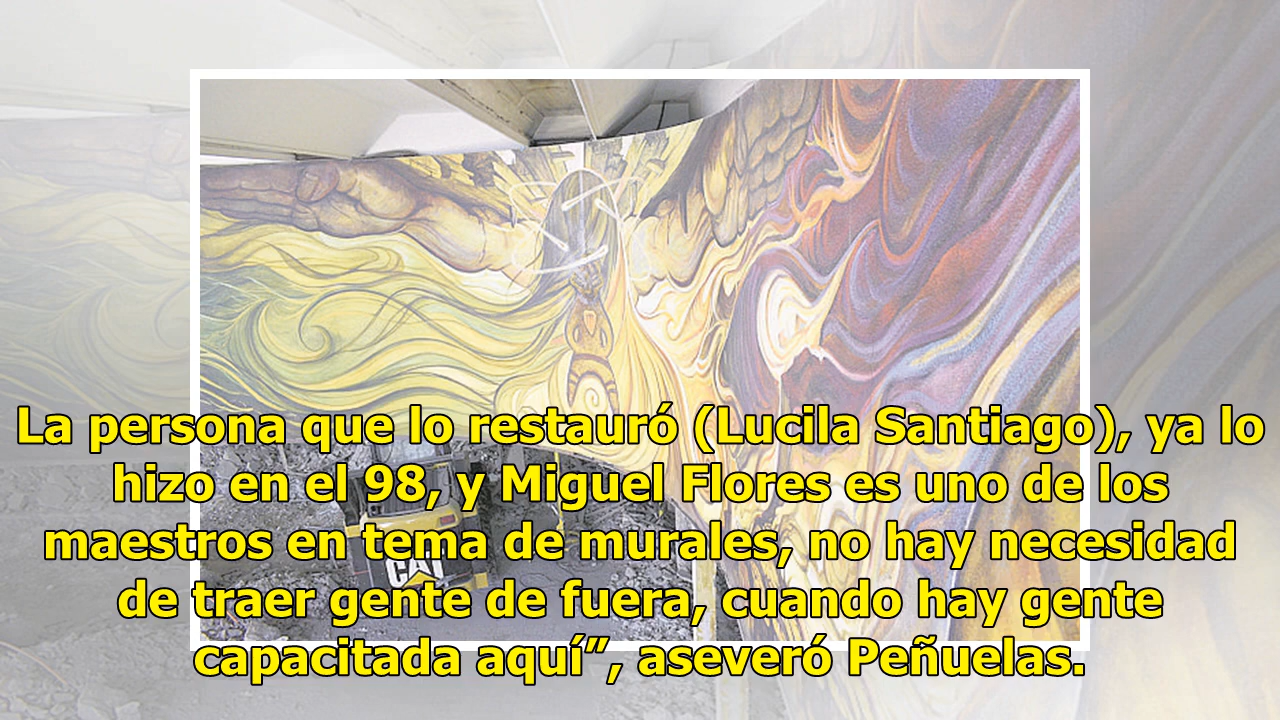 La persona que lo restauró (Lucila Santiago), ya lo
hizo en el 98, y Miguel Flores es uno de los
maestros en tema de murales, no hay necesidad
de traer gente de fuera, cuando hay gente
capacitada aquí”, aseveró Peñuelas.
CAT